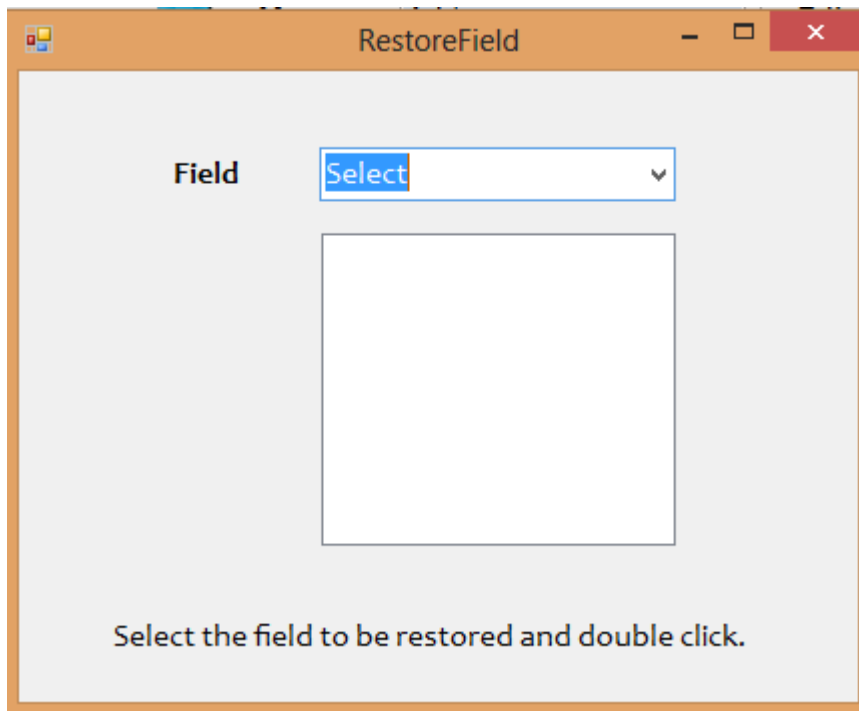 RestoreField
Field
Select
Select the field to be restored and double click.